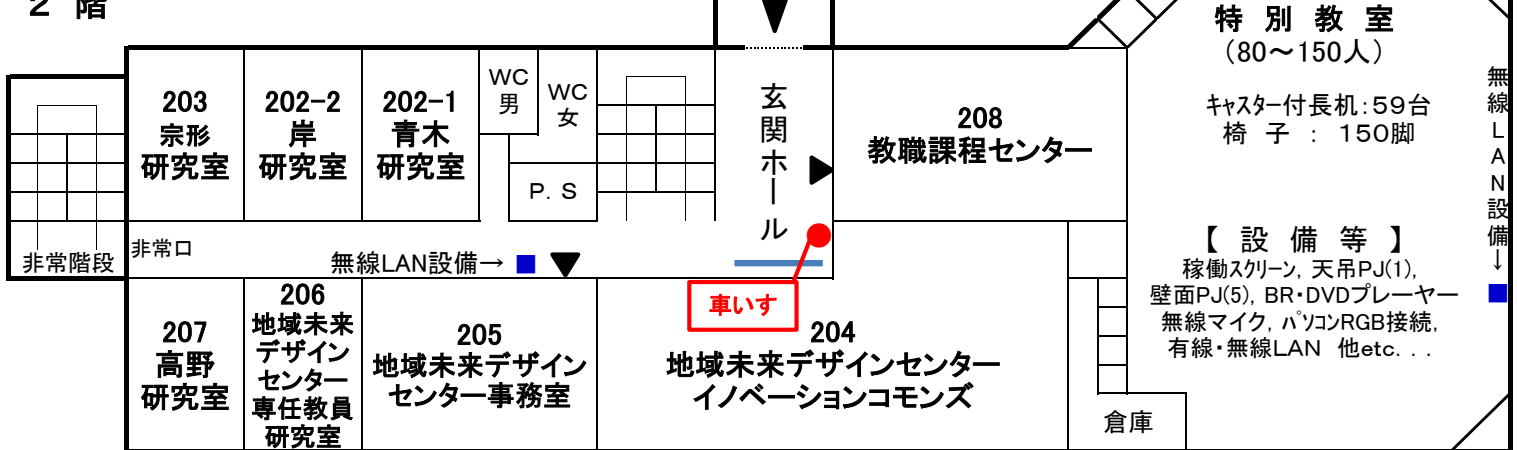 2 階
203
宗形
研究室
202-2
岸
研究室
202-1
青木
研究室
WC
男
WC
女
P. S
玄関ホール
208
教職課程センター
特 別 教 室
(80～150人)
キャスター付長机:59台
椅 子 : 150脚
無線LAN設備↓
【 設 備 等 】
稼働スクリーン, 天吊PJ(1),
壁面PJ(5), BR・DVDプレーヤー
無線マイク, パソコンRGB接続,
有線・無線LAN 他etc. . .
非常階段
非常口
無線LAN設備→
車いす
207
高野
研究室
206
地域未来
デザイン
センター
専任教員
研究室
205
地域未来デザイン
センター事務室
204
地域未来デザインセンター
イノベーションコモンズ
倉庫